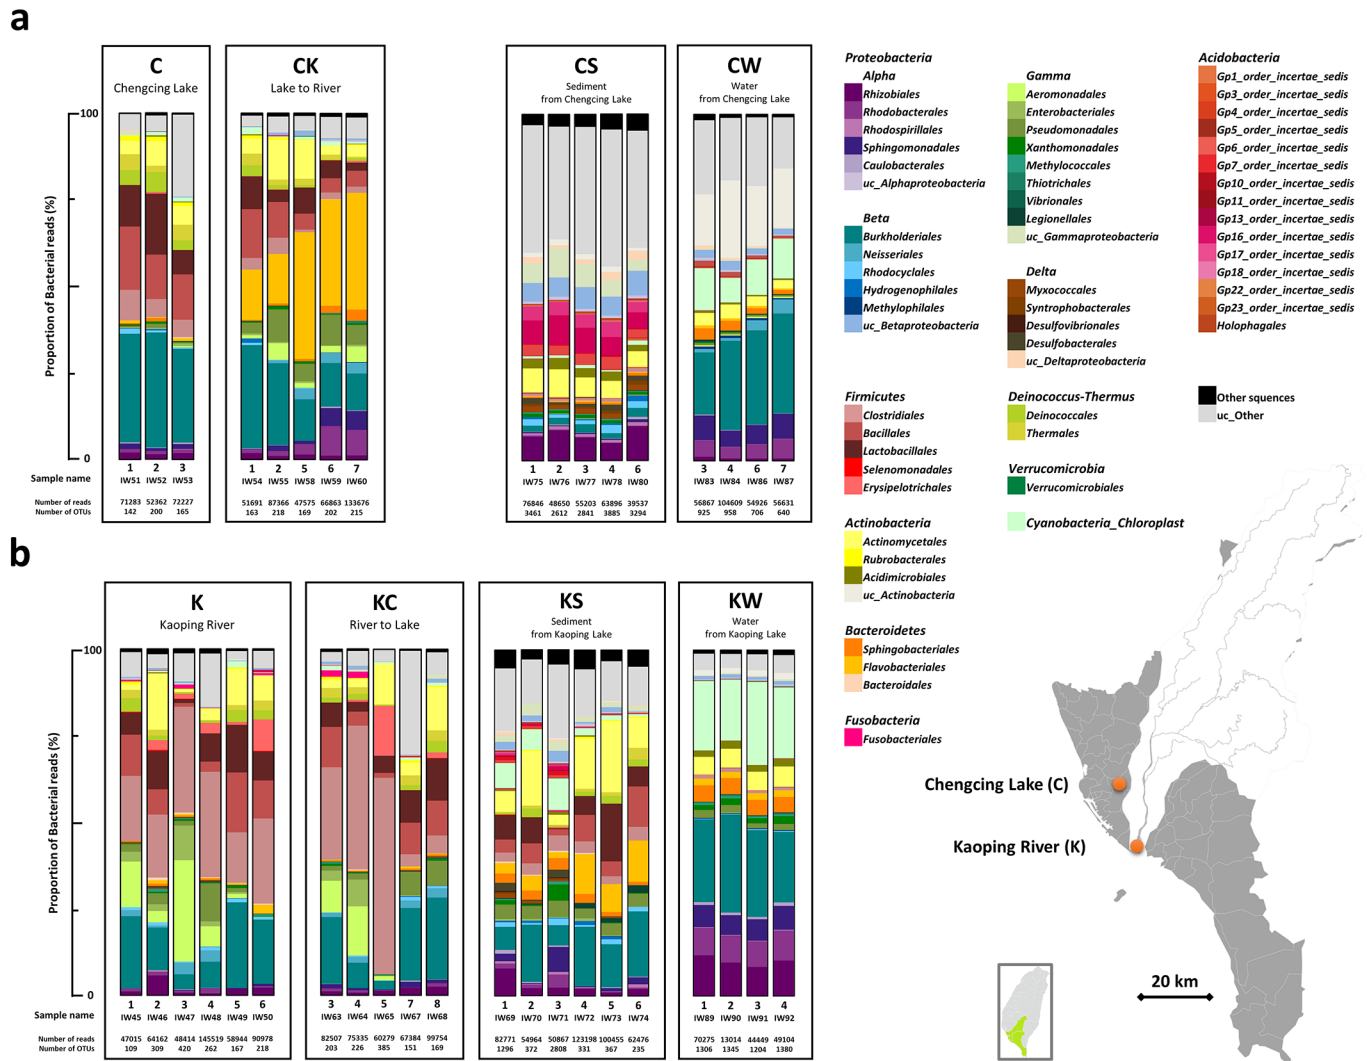 a
C
Chengcing Lake
CK
Lake to River
CS
Sediment
from Chengcing Lake
CW
Water
from Chengcing Lake
100
Proportion of Bacterial reads (%)
0
1 2 3
1 2 5 6 7
1 2 3 4 6
3 4 6 7
Sample name
IW51 IW52 IW53
IW54 IW55 IW58 IW59 IW60
IW75 IW76 IW77 IW78 IW80
IW83 IW84 IW86 IW87
Number of reads
71283 52362 72227
51691 87366 47575 66863 133676
76846 48650 55203 63896 39537
56867 104609 54926 56631
Number of OTUs
142 200 165
163 218 169 202 215
3461 2612 2841 3885 3294
925 958 706 640
b
K
Kaoping River
KC
River to Lake
KS
Sediment
from Kaoping Lake
KW
Water
from Kaoping Lake
100
Proportion of Bacterial reads (%)
0
1 2 3 4 5 6
3 4 5 7 8
1 2 3 4 5 6
1 2 3 4
Sample name
IW45 IW46 IW47 IW48 IW49 IW50
IW63 IW64 IW65 IW67 IW68
IW69 IW70 IW71 IW72 IW73 IW74
IW89 IW90 IW91 IW92
Number of reads
47015 64162 48414 145519 58944 90978
82507 75335 60279 67384 99754
82771 54964 50867 123198 100455 62476
70275 13014 44449 49104
Number of OTUs
109 309 420 262 167 218
203 226 385 151 169
1296 372 2808 331 367 235
1306 1345 1204 1380
Proteobacteria
Alpha
Rhizobiales
Rhodobacterales
Rhodospirillales
Sphingomonadales
Caulobacterales
uc_Alphaproteobacteria
Beta
Burkholderiales
Neisseriales
Rhodocyclales
Hydrogenophilales
Methylophilales
uc_Betaproteobacteria
Firmicutes
Clostridiales
Bacillales
Lactobacillales
Selenomonadales
Erysipelotrichales
Actinobacteria
Actinomycetales
Rubrobacterales
Acidimicrobiales
uc_Actinobacteria
Bacteroidetes
Sphingobacteriales
Flavobacteriales
Bacteroidales
Fusobacteria
Fusobacteriales
Gamma
Aeromonadales
Enterobacteriales
Pseudomonadales
Xanthomonadales
Methylococcales
Thiotrichales
Vibrionales
Legionellales
uc_Gammaproteobacteria
Delta
Myxococcales
Syntrophobacterales
Desulfovibrionales
Desulfobacterales
uc_Deltaproteobacteria
Deinococcus-Thermus
Deinococcales
Thermales
Verrucomicrobia
Verrucomicrobiales
Cyanobacteria_Chloroplast
Acidobacteria
Gp1_order_incertae_sedis
Gp3_order_incertae_sedis
Gp4_order_incertae_sedis
Gp5_order_incertae_sedis
Gp6_order_incertae_sedis
Gp7_order_incertae_sedis
Gp10_order_incertae_sedis
Gp11_order_incertae_sedis
Gp13_order_incertae_sedis
Gp16_order_incertae_sedis
Gp17_order_incertae_sedis
Gp18_order_incertae_sedis
Gp22_order_incertae_sedis
Gp23_order_incertae_sedis
Holophagales
Other squences
uc_Other
Chengcing Lake (C)
Kaoping River (K)
20 km